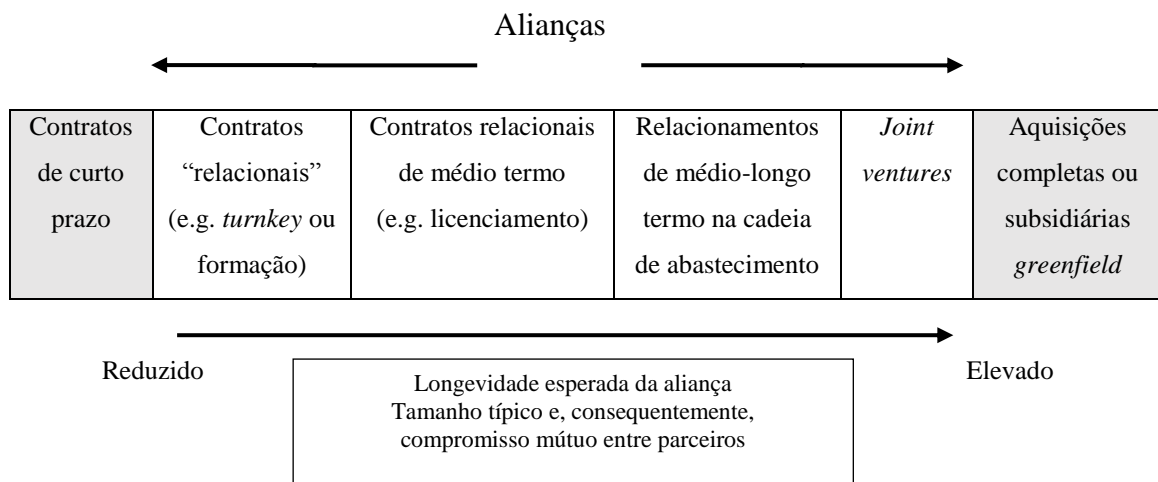 Alianças
Contratos
de curto
prazo
Contratos
“relacionais”
(e.g. turnkey ou
formação)
Contratos relacionais
de médio termo
(e.g. licenciamento)
Relacionamentos
de médio-longo
termo na cadeia
de abastecimento
Joint
ventures
Aquisições
completas ou
subsidiárias
greenfield
Reduzido
Elevado
Longevidade esperada da aliança
Tamanho típico e, consequentemente,
compromisso mútuo entre parceiros